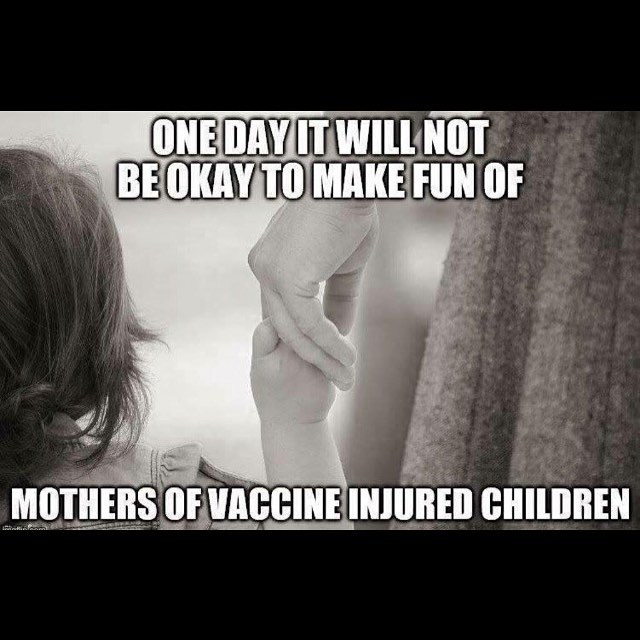 ONE DAY IT WILL NOT
BE OKAY TO MAKE FUN OF
MOTHERS OF VACCINE INJURED CHILDREN